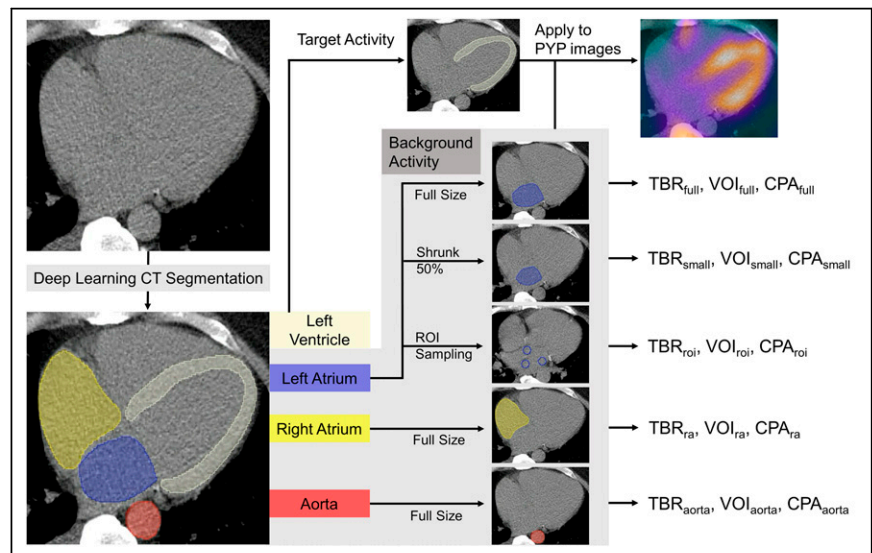 Target Activity
Apply to
PYP images
Background
Activity
Full Size
TBRfull, VOIfull, CPAfull
Deep Learning CT Segmentation
Shrunk
50%
TBRsmall, VOIsmall, CPAsmall
Left
Ventricle
ROI
Sampling
TBRroi, VOIroi, CPAroi
Left Atrium
Right Atrium
Full Size
TBRra, VOIra, CPAra
Aorta
Full Size
TBRaorta, VOIaorta, CPAaorta